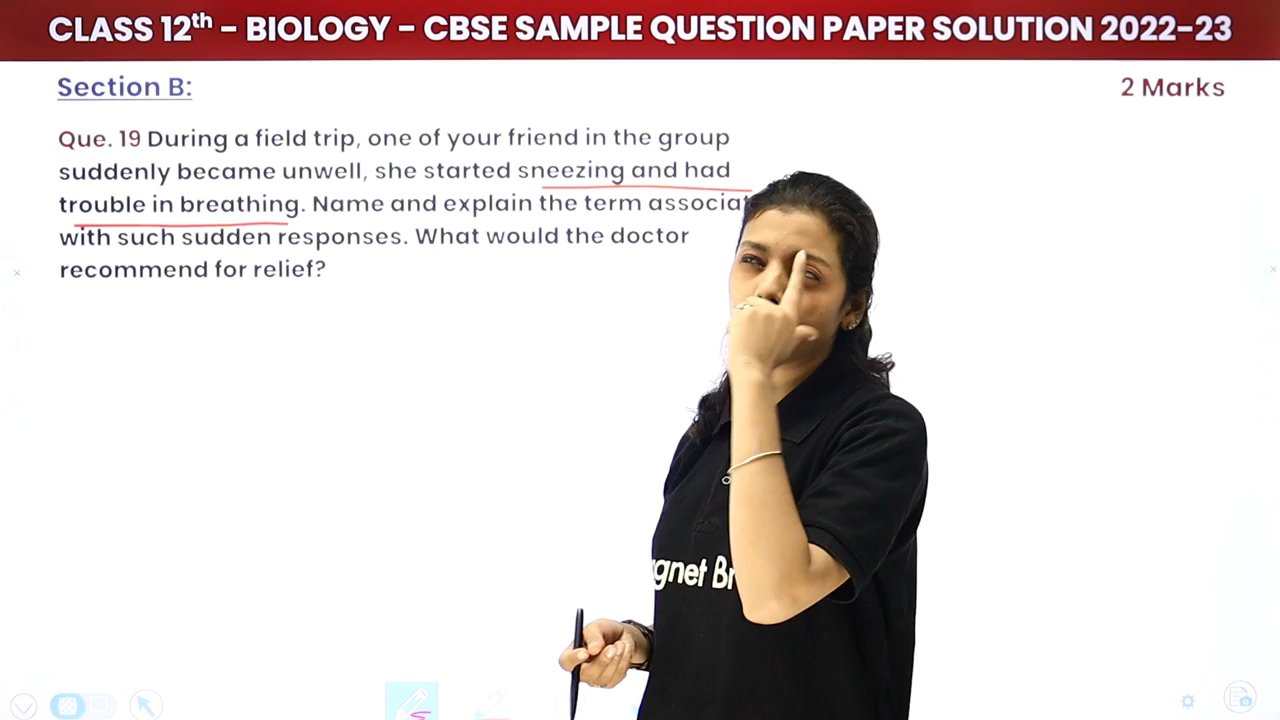 CLASS 12th - BIOLOGY - CBSE SAMPLE QUESTION PAPER SOLUTION 2022-23
Section B:
2 Marks
Que. 19 During a field trip, one of your friend in the group
suddenly became unwell, she started sneezing and had
trouble in breathing. Name and explain the term associat
with such sudden responses. What would the doctor
recommend for relief?
gnet Br